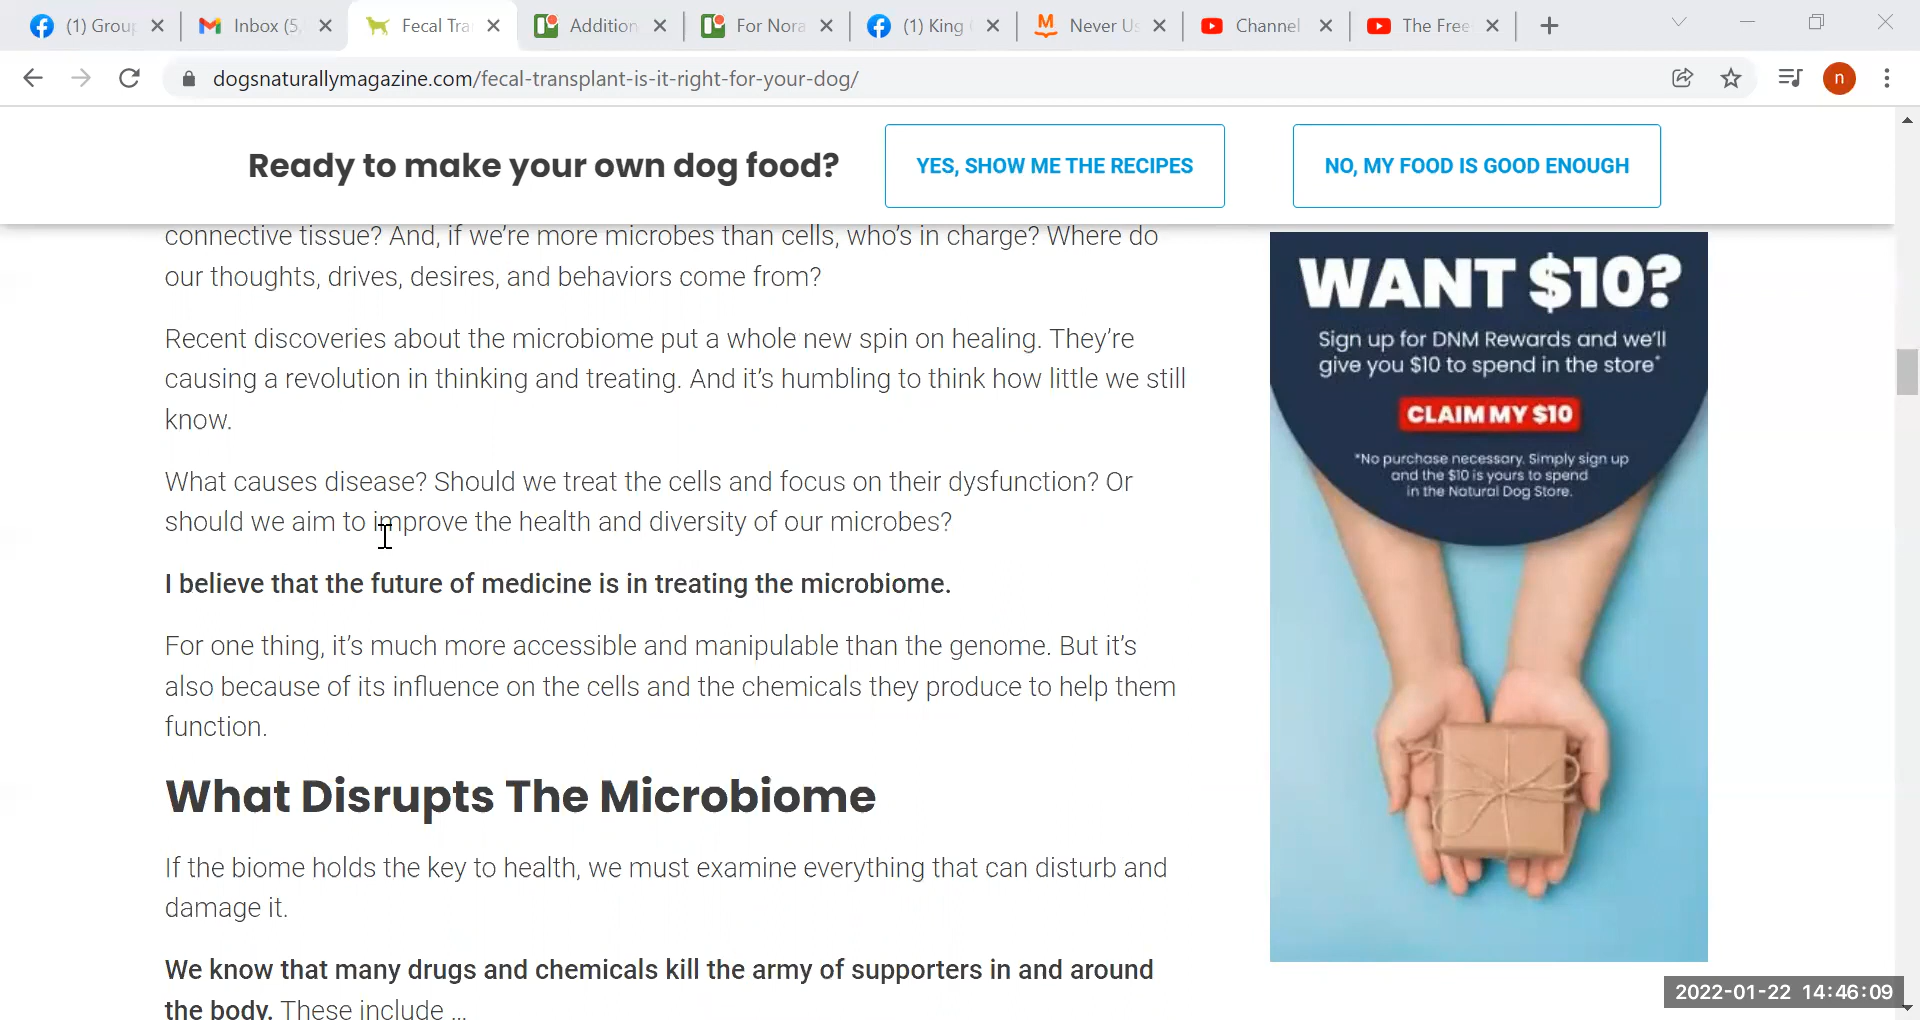 (1) Group
Inbox (5,
Fecal Tra
Addition
For Nora
(1) King
Never Us
Channel
The Free
dogsnaturallymagazine.com/fecal-transplant-is-it-right-for-your-dog/
n
Ready to make your own dog food?
YES, SHOW ME THE RECIPES
NO, MY FOOD IS GOOD ENOUGH
connective tissue? And, if we’re more microbes than cells, who’s in charge? Where do
our thoughts, drives, desires, and behaviors come from?
Recent discoveries about the microbiome put a whole new spin on healing. They’re
causing a revolution in thinking and treating. And it’s humbling to think how little we still
know.
What causes disease? Should we treat the cells and focus on their dysfunction? Or
should we aim to improve the health and diversity of our microbes?
I believe that the future of medicine is in treating the microbiome.
For one thing, it’s much more accessible and manipulable than the genome. But it’s
also because of its influence on the cells and the chemicals they produce to help them
function.
What Disrupts The Microbiome
If the biome holds the key to health, we must examine everything that can disturb and
damage it.
We know that many drugs and chemicals kill the army of supporters in and around
the body. These include ...
WANT $10?
Sign up for DNM Rewards and we’ll
give you $10 to spend in the store*
CLAIM MY $10
*No purchase necessary. Simply sign up
and the $10 is yours to spend
in the Natural Dog Store.
2022-01-22 14:46:09